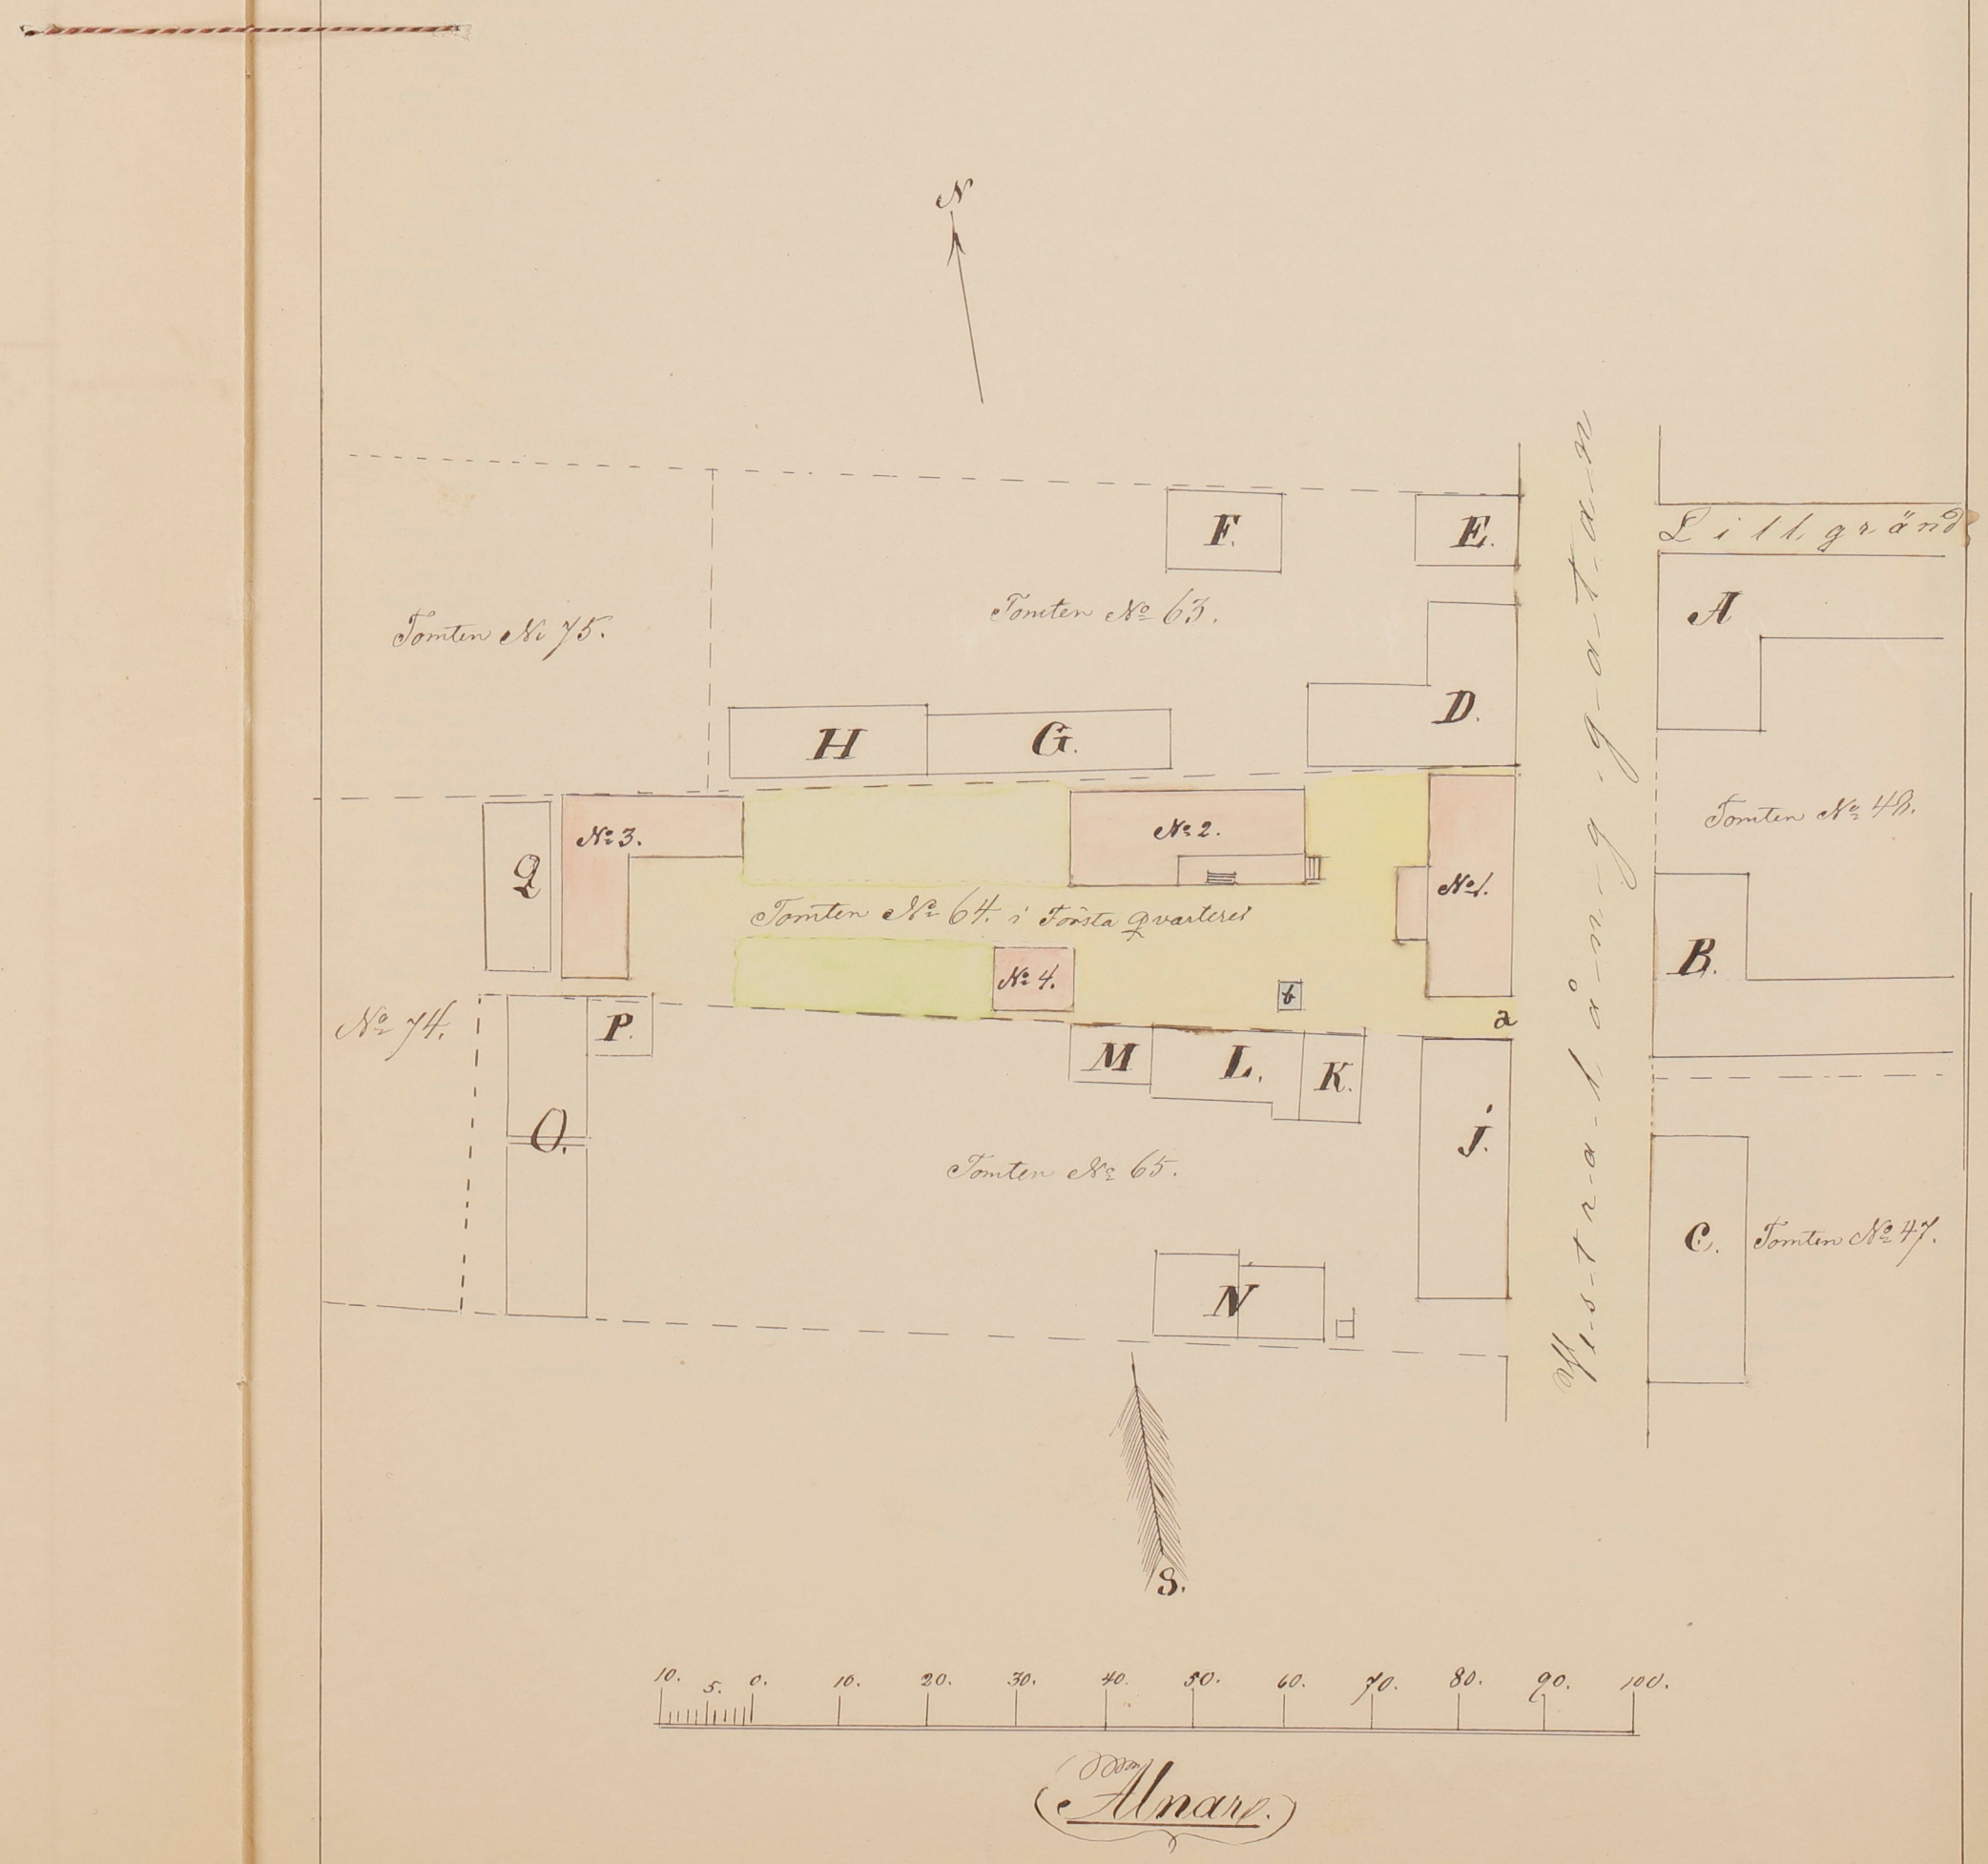 N
F.
E.
Lillgränd
A
Tomten No 63.
Tomten No 75.
D.
H
G.
Tomten No 48.
No 3.
No 2.
No 1.
Q
Tomten No 64. i Första Qvarteret
B.
No 4.
b
a
No 74.
P.
M
L.
K.
O.
J.
Tomten No 65.
C.
Tomten No 47.
N
Westralånggatan
S.
10. 5. 0. 10. 20. 30. 40. 50. 60. 70. 80. 90. 100.
Alnar.